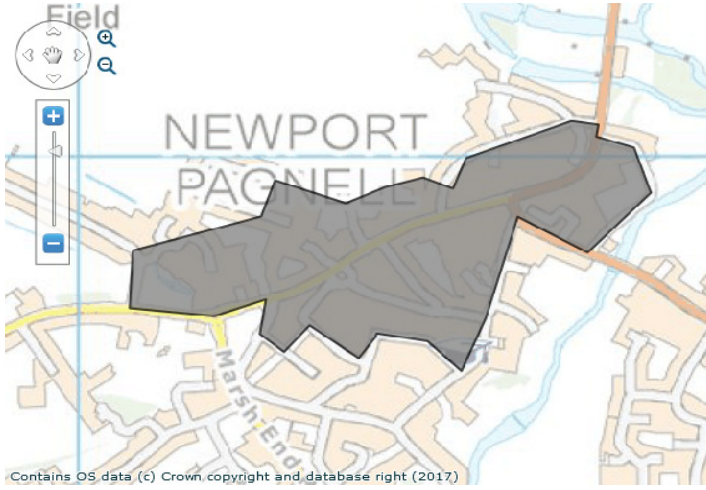 Field
NEWPORT
PAGNELL
Marsh End
Contains OS data (c) Crown copyright and database right (2017)